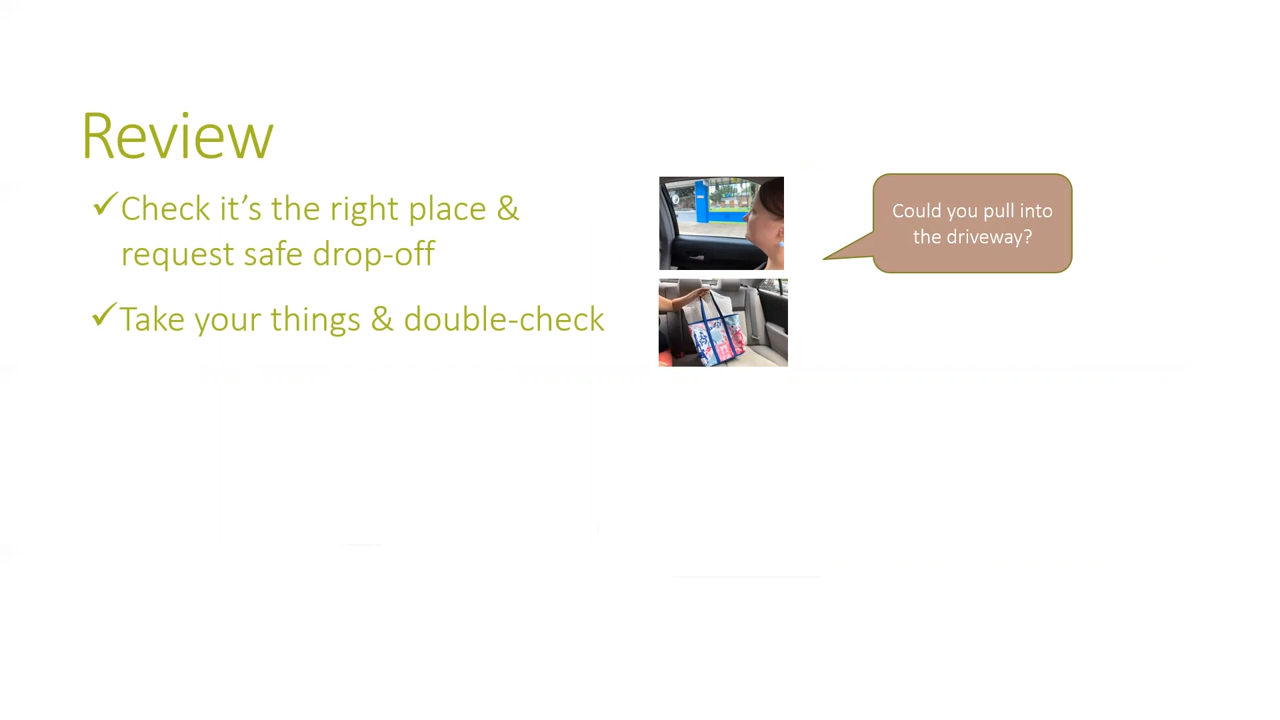 Review
✓Check it’s the right place &
request safe drop-off
✓Take your things & double-check
Could you pull into
the driveway?